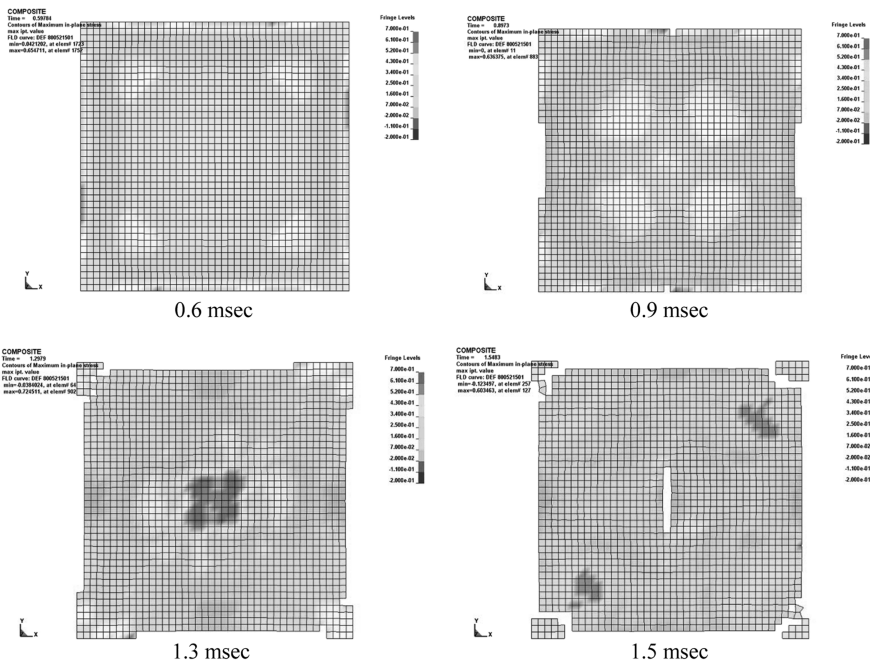 COMPOSITE
Time = 0.59784
Contours of Maximum in-plane stress
max ipt. value
FLD curve: DEF 800521501
min=0.0421202, at elem# 1723
max=0.654711, at elem# 1757
Fringe Levels
7.000e-01
6.100e-01
5.200e-01
4.300e-01
3.400e-01
2.500e-01
1.600e-01
7.000e-02
-2.000e-02
-1.100e-01
-2.000e-01
Y
X
0.6 msec
COMPOSITE
Time = 0.8973
Contours of Maximum in-plane stress
max ipt. value
FLD curve: DEF 800521501
min=0, at elem# 11
max=0.636375, at elem# 883
Fringe Levels
7.000e-01
6.100e-01
5.200e-01
4.300e-01
3.400e-01
2.500e-01
1.600e-01
7.000e-02
-2.000e-02
-1.100e-01
-2.000e-01
Y
X
0.9 msec
COMPOSITE
Time = 1.2979
Contours of Maximum in-plane stress
max ipt. value
FLD curve: DEF 800521501
min=-0.0384024, at elem# 64
max=0.724511, at elem# 902
Fringe Levels
7.000e-01
6.100e-01
5.200e-01
4.300e-01
3.400e-01
2.500e-01
1.600e-01
7.000e-02
-2.000e-02
-1.100e-01
-2.000e-01
Y
X
1.3 msec
COMPOSITE
Time = 1.5483
Contours of Maximum in-plane stress
max ipt. value
FLD curve: DEF 800521501
min=-0.123497, at elem# 257
max=0.603463, at elem# 127
Fringe Leve
7.000e-01
6.100e-01
5.200e-01
4.300e-01
3.400e-01
2.500e-01
1.600e-01
7.000e-02
-2.000e-02
-1.100e-01
-2.000e-01
Y
X
1.5 msec